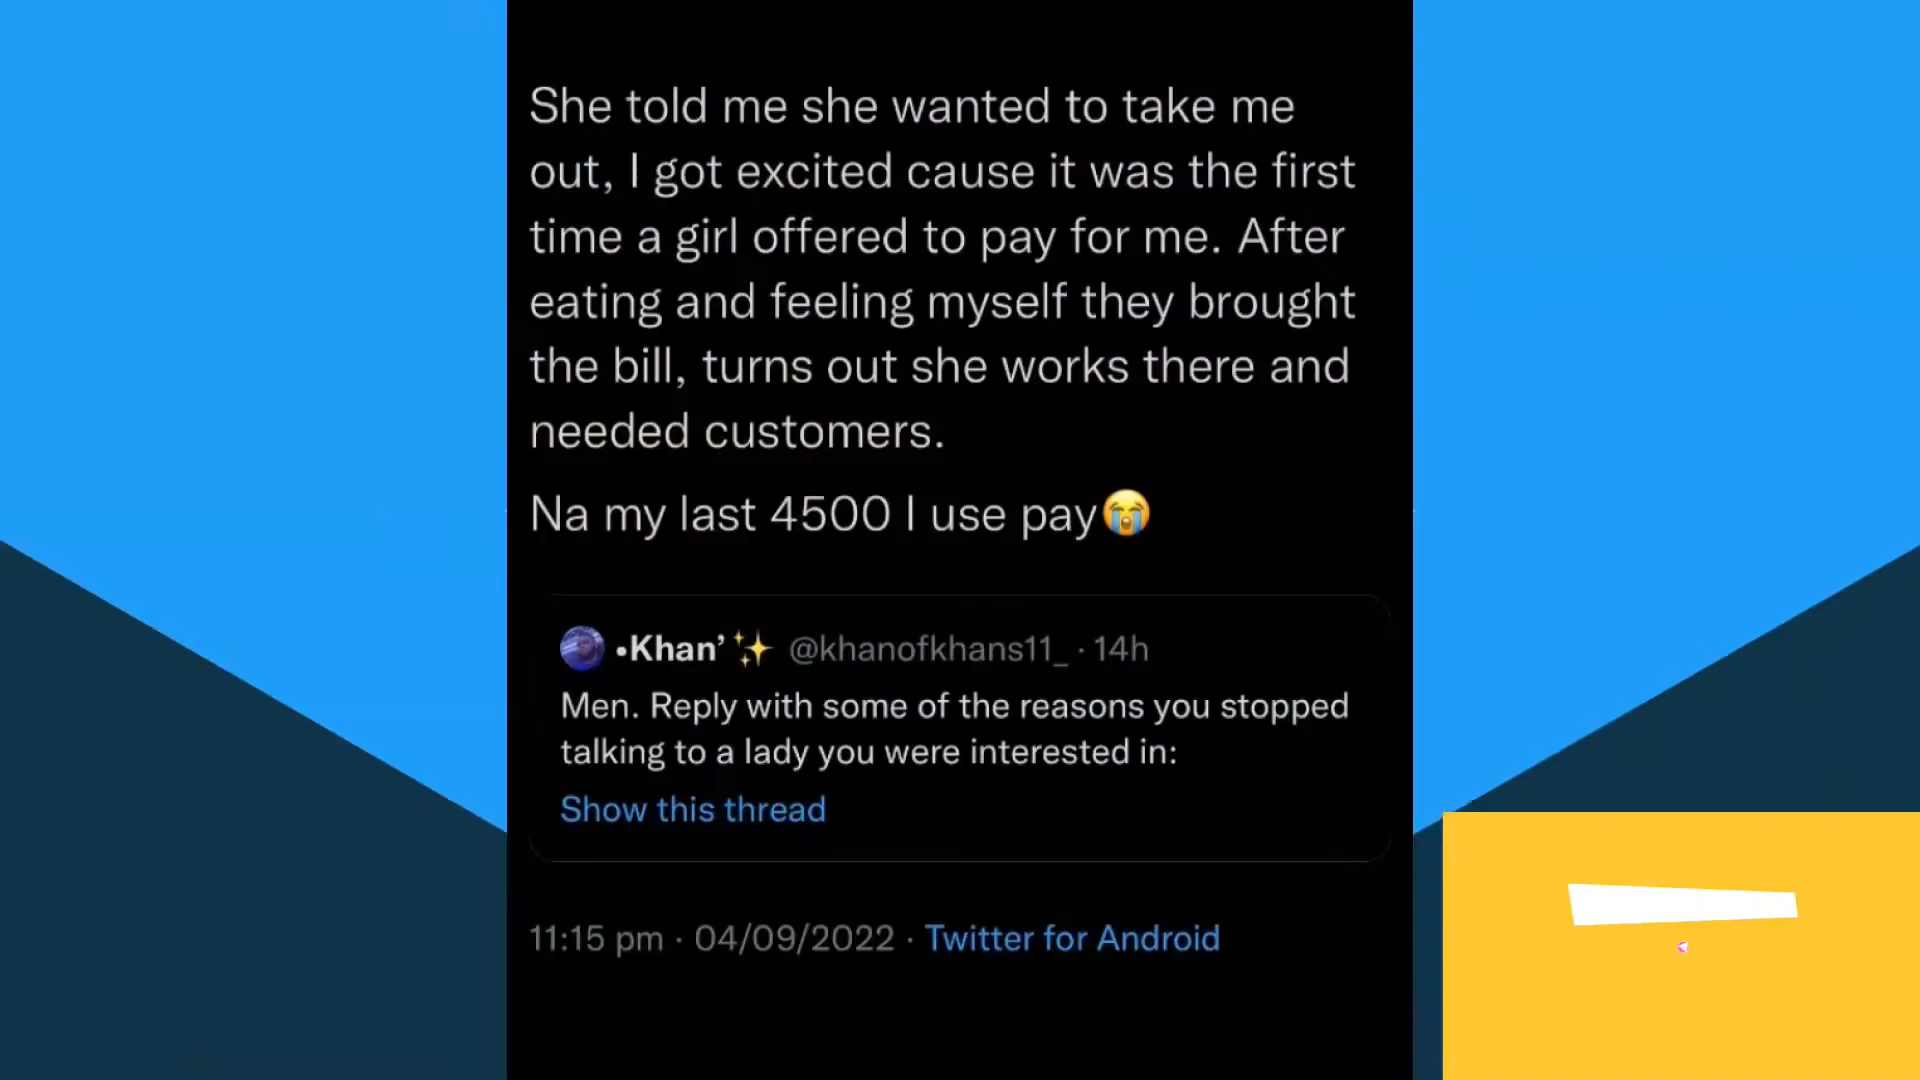 She told me she wanted to take me
out, I got excited cause it was the first
time a girl offered to pay for me. After
eating and feeling myself they brought
the bill, turns out she works there and
needed customers.
Na my last 4500 I use pay😭
•Khan’✨ @khanofkhans11_ · 14h
Men. Reply with some of the reasons you stopped
talking to a lady you were interested in:
Show this thread
11:15 pm · 04/09/2022 · Twitter for Android